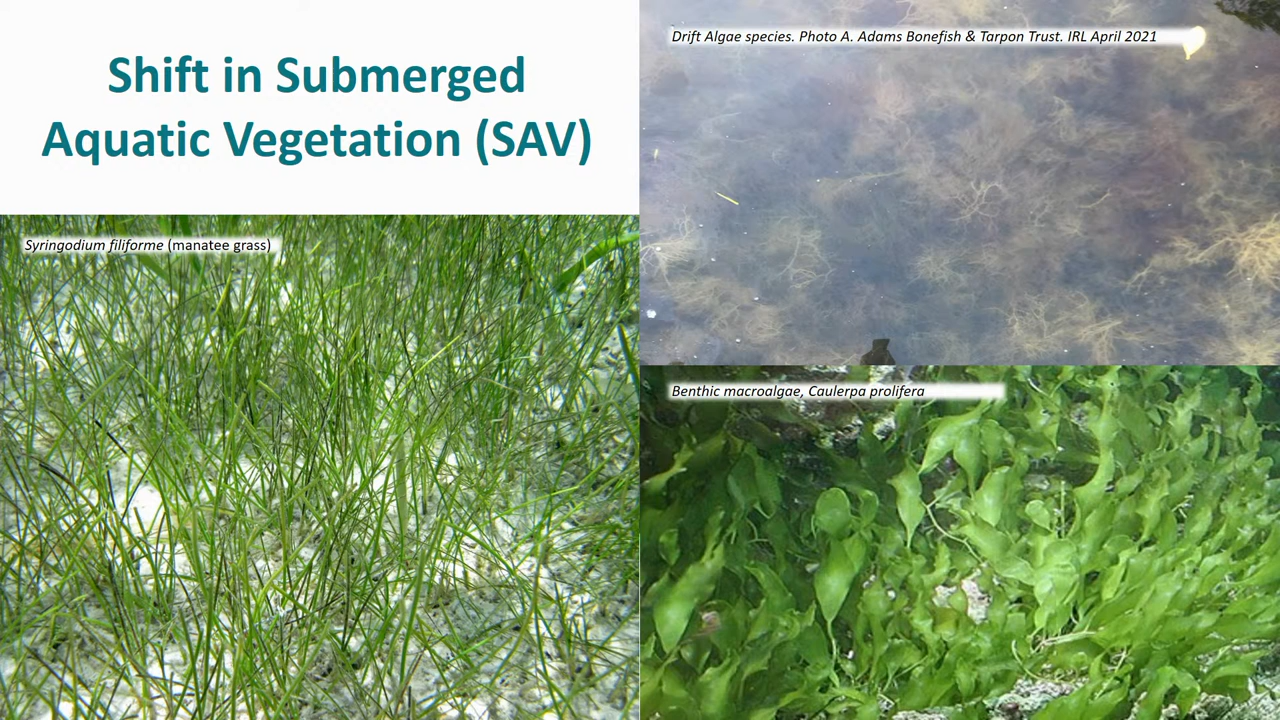 Shift in Submerged
Aquatic Vegetation (SAV)
Syringodium filiforme (manatee grass)
Drift Algae species. Photo A. Adams Bonefish & Tarpon Trust. IRL April 2021
Benthic macroalgae, Caulerpa prolifera